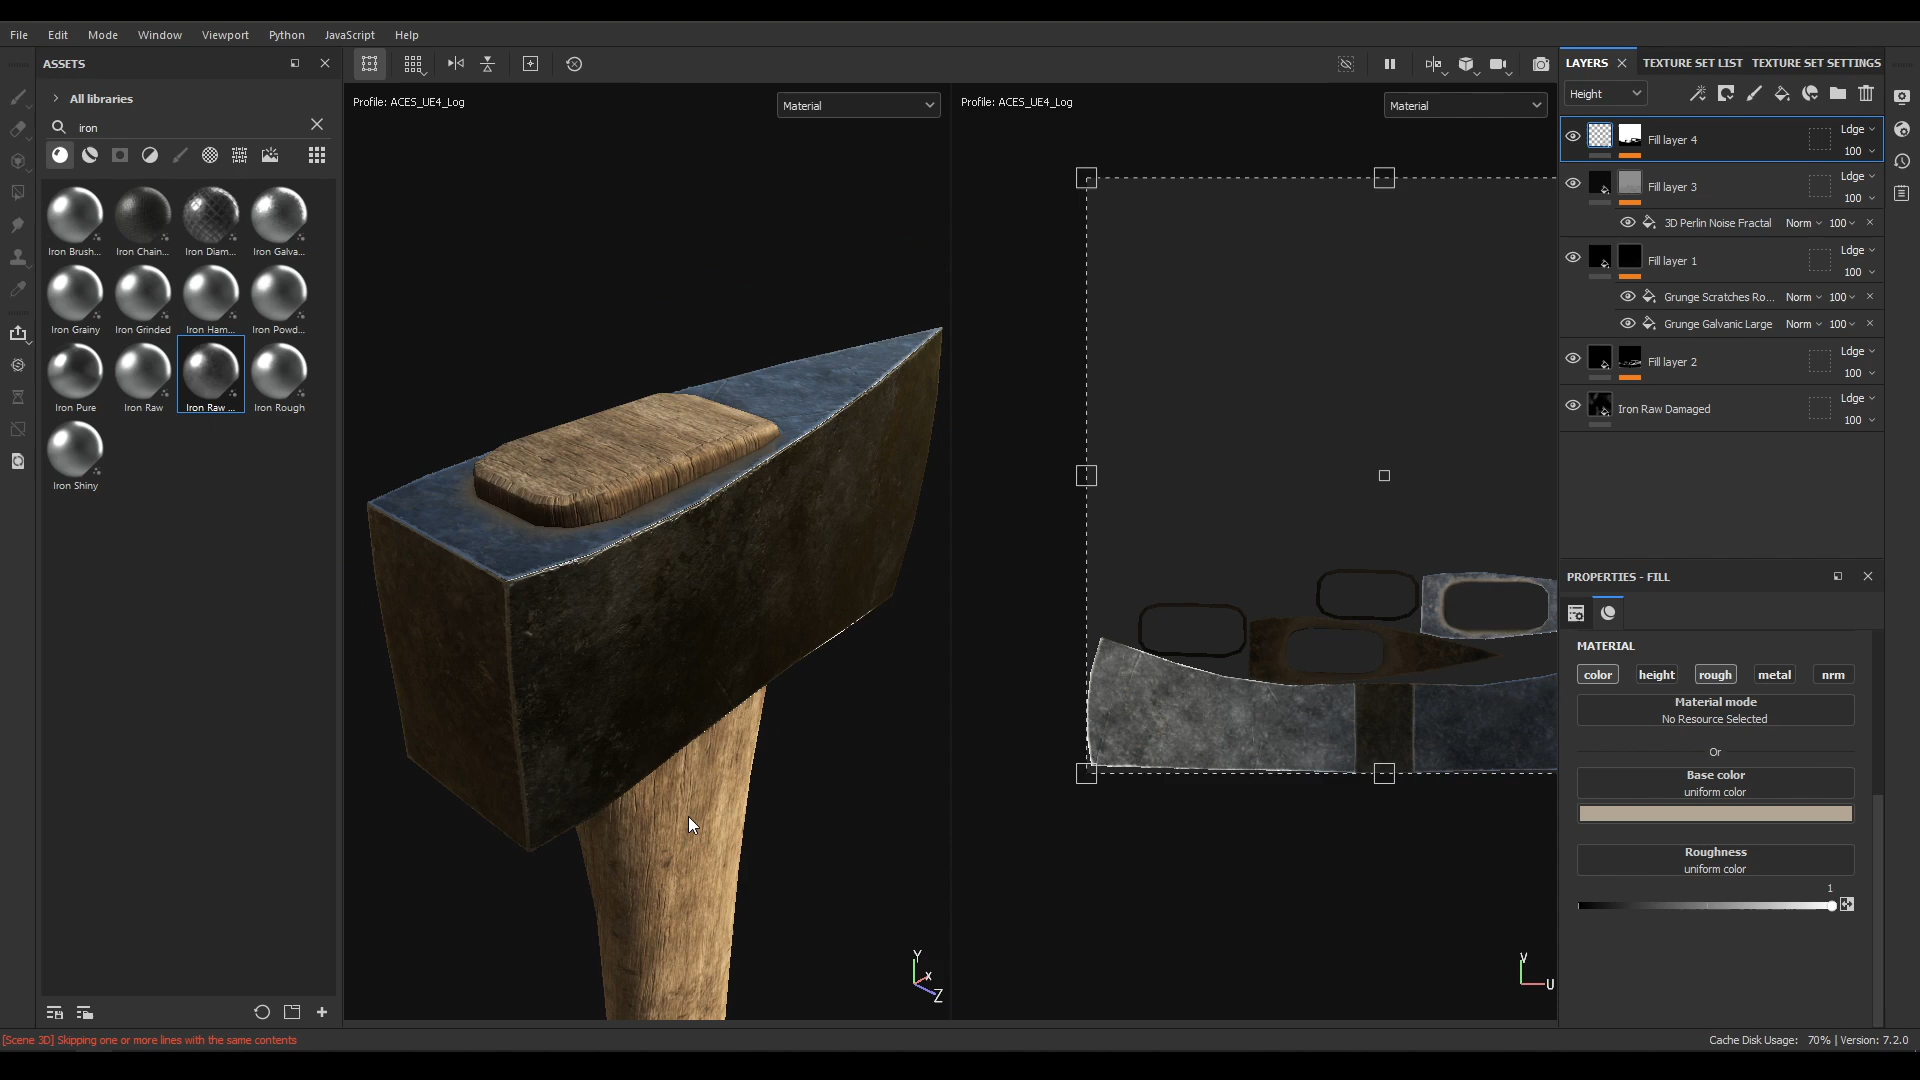 File Edit Mode Window Viewport Python JavaScript Help
ASSETS
All libraries
iron
Iron Brush... Iron Chain... Iron Diam... Iron Galva...
Iron Grainy Iron Grinded Iron Ham... Iron Powd...
Iron Pure Iron Raw Iron Raw ... Iron Rough
Iron Shiny
Profile: ACES_UE4_Log
Material
Y
X
Z
Profile: ACES_UE4_Log
Material
V
U
LAYERS TEXTURE SET LIST TEXTURE SET SETTINGS
Height
Fill layer 4 Ldge
100
Fill layer 3 Ldge
100
3D Perlin Noise Fractal Norm 100
Fill layer 1 Ldge
100
Grunge Scratches Ro... Norm 100
Grunge Galvanic Large Norm 100
Fill layer 2 Ldge
100
Iron Raw Damaged Ldge
100
PROPERTIES - FILL
MATERIAL
color height rough metal nrm
Material mode
No Resource Selected
Or
Base color
uniform color
Roughness
uniform color
1
[Scene 3D] Skipping one or more lines with the same contents
Cache Disk Usage: 70% | Version: 7.2.0